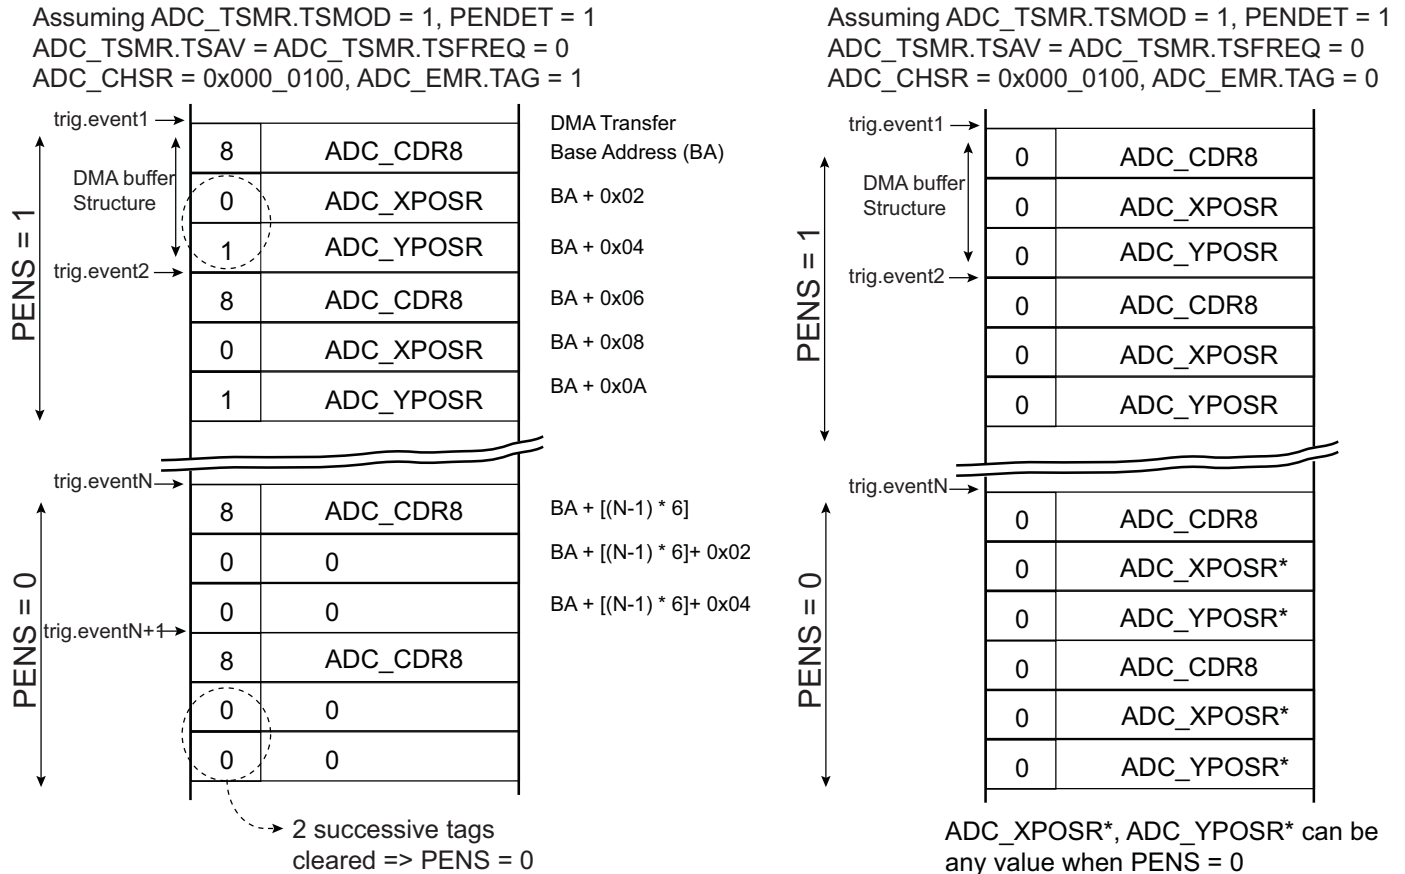 Assuming ADC_TSMR.TSMOD = 1, PENDET = 1
ADC_TSMR.TSAV = ADC_TSMR.TSFREQ = 0
ADC_CHSR = 0x000_0100, ADC_EMR.TAG = 1
trig.event1
DMA Transfer
8 ADC_CDR8 Base Address (BA)
DMA buffer
Structure
0 ADC_XPOSR BA + 0x02
1 ADC_YPOSR BA + 0x04
PENS = 1
trig.event2
8 ADC_CDR8 BA + 0x06
0 ADC_XPOSR BA + 0x08
1 ADC_YPOSR BA + 0x0A
trig.eventN
8 ADC_CDR8 BA + [(N-1) * 6]
0 0 BA + [(N-1) * 6]+ 0x02
0 0 BA + [(N-1) * 6]+ 0x04
PENS = 0
trig.eventN+1
8 ADC_CDR8
0 0
0 0
2 successive tags
cleared => PENS = 0
Assuming ADC_TSMR.TSMOD = 1, PENDET = 1
ADC_TSMR.TSAV = ADC_TSMR.TSFREQ = 0
ADC_CHSR = 0x000_0100, ADC_EMR.TAG = 0
trig.event1
0 ADC_CDR8
DMA buffer
Structure
0 ADC_XPOSR
0 ADC_YPOSR
PENS = 1
trig.event2
0 ADC_CDR8
0 ADC_XPOSR
0 ADC_YPOSR
trig.eventN
0 ADC_CDR8
0 ADC_XPOSR*
0 ADC_YPOSR*
PENS = 0
0 ADC_CDR8
0 ADC_XPOSR*
0 ADC_YPOSR*
ADC_XPOSR*, ADC_YPOSR* can be
any value when PENS = 0